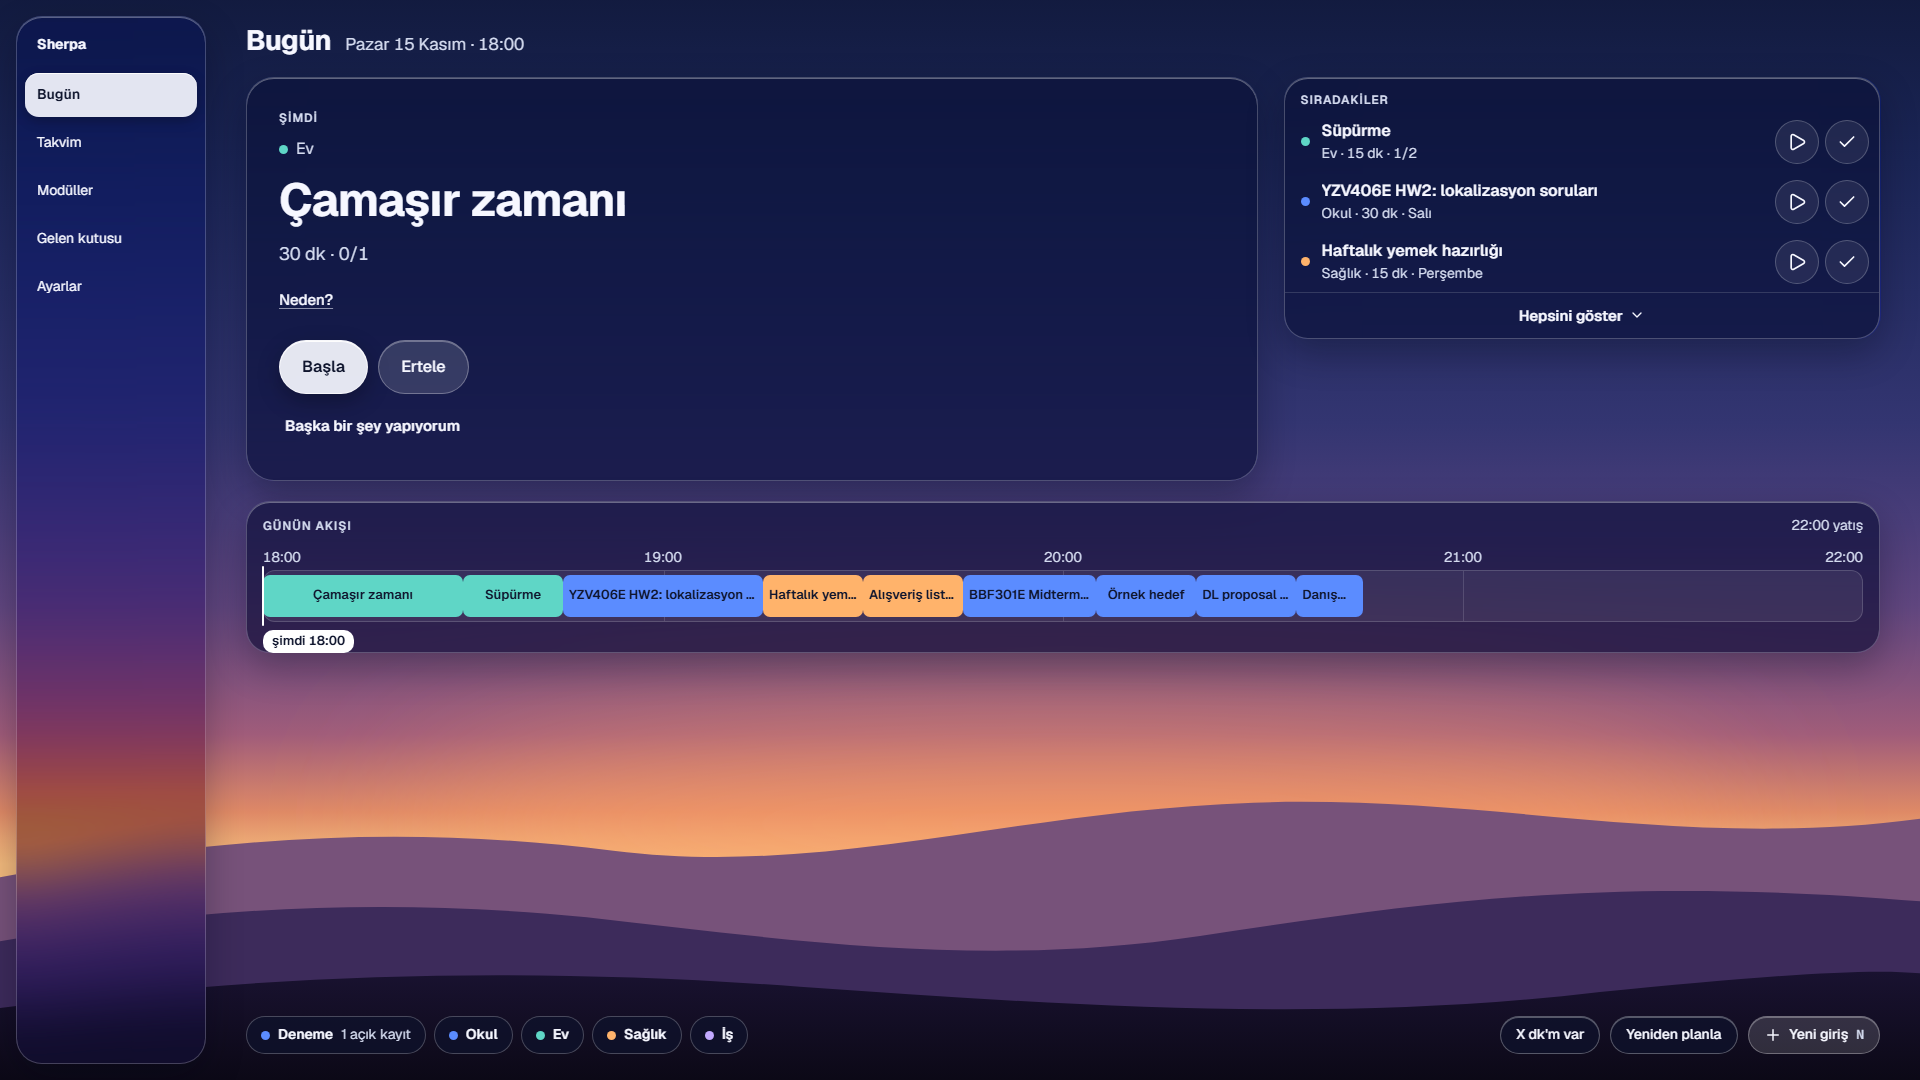 Sherpa
Bugün
Takvim
Modüller
Gelen kutusu
Ayarlar
Bugün Pazar 15 Kasım · 18:00
ŞİMDİ
Ev
Çamaşır zamanı
30 dk · 0/1
Neden?
Başla Ertele
Başka bir şey yapıyorum
SIRADAKİLER
Süpürme
Ev · 15 dk · 1/2
YZV406E HW2: lokalizasyon soruları
Okul · 30 dk · Salı
Haftalık yemek hazırlığı
Sağlık · 15 dk · Perşembe
Hepsini göster
GÜNÜN AKIŞI 22:00 yatış
18:00 19:00 20:00 21:00 22:00
Çamaşır zamanı Süpürme YZV406E HW2: lokalizasyon ... Haftalık yem... Alışveriş list... BBF301E Midterm... Örnek hedef DL proposal ... Danış...
şimdi 18:00
Deneme 1 açık kayıt Okul Ev Sağlık İş X dk'm var Yeniden planla + Yeni giriş N